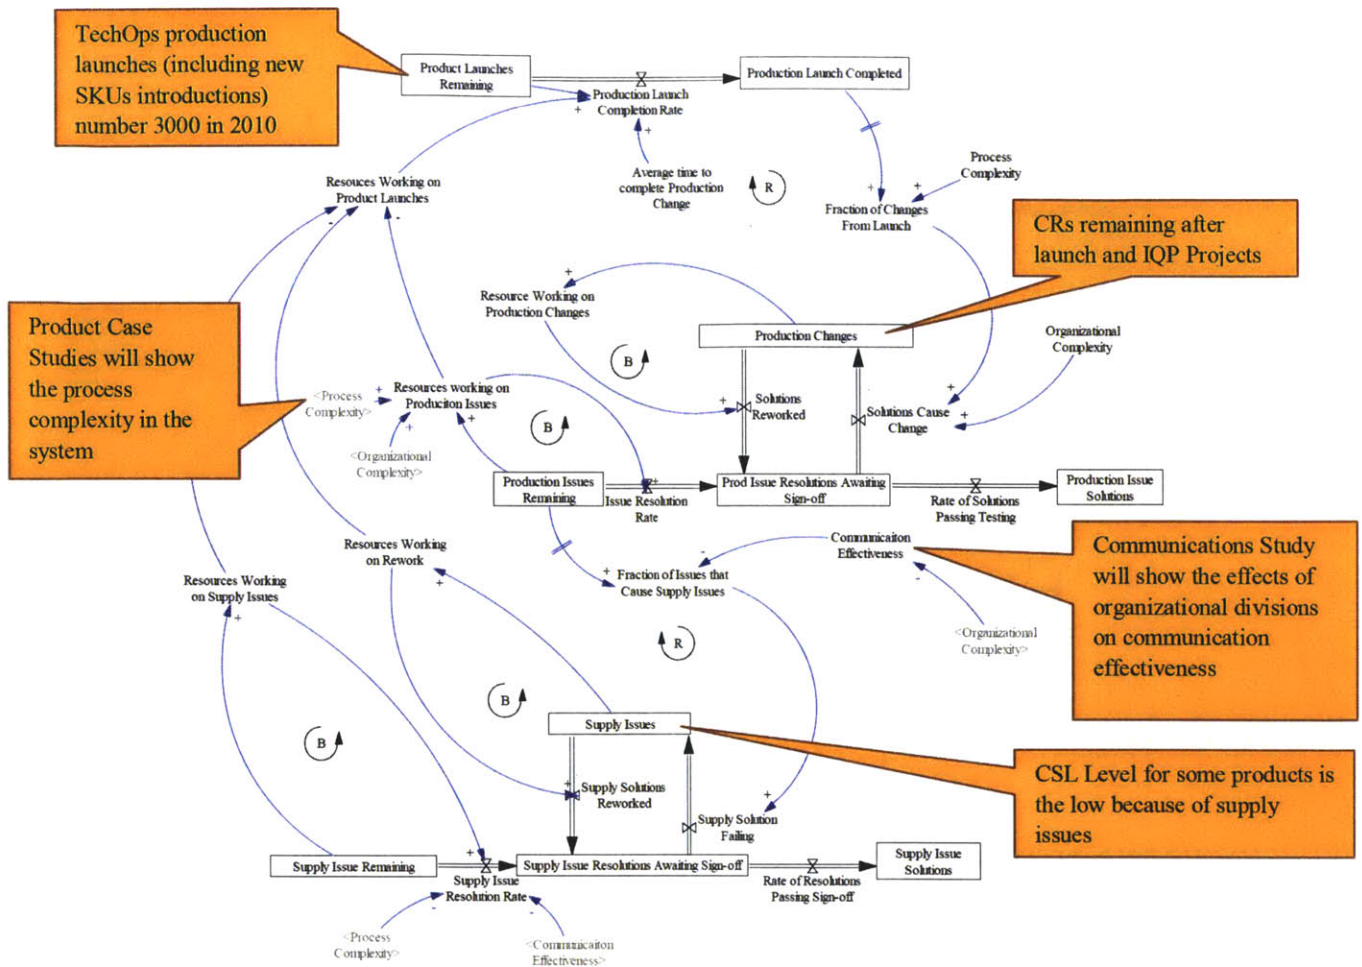 TechOps production
launches (including new
SKUs introductions)
number 3000 in 2010
Product Launches
Remaining
Production Launch
Completion Rate
+
+
Production Launch Completed
Average time to
complete Production
Change
R
Process
Complexity
+
+
Fraction of Changes
From Launch
Resouces Working on
Product Launches
-
-
CRs remaining after
launch and IQP Projects
+
Resource Working on
Production Changes
Production Changes
Organizational
Complexity
B
Product Case
Studies will show
the process
complexity in the
system
<Process
Complexity>
+
Resources working on
Produciton Issues
+
+
<Organizational
Complexity>
B
+
Solutions
Reworked
+
Solutions Cause
Change
+
Production Issues
Remaining
+
Issue Resolution
Rate
Prod Issue Resolutions Awaiting
Sign-off
Rate of Solutions
Passing Testing
Production Issue
Solutions
Resources Working
on Rework
+
Communicaiton
Effectiveness
-
-
+
Fraction of Issues that
Cause Supply Issues
Communications Study
will show the effects of
organizational divisions
on communication
effectiveness
Resources Working
on Supply Issues
+
<Organizational
Complexity>
R
B
B
Supply Issues
CSL Level for some products is
the low because of supply
issues
+
Supply Solutions
Reworked
+
Supply Solution
Failing
Supply Issue Remaining
+
Supply Issue
Resolution Rate
-
-
Supply Issue Resolutions Awaiting Sign-off
Rate of Resolutions
Passing Sign-off
Supply Issue
Solutions
<Process
Complexity>
<Communicaiton
Effectiveness>